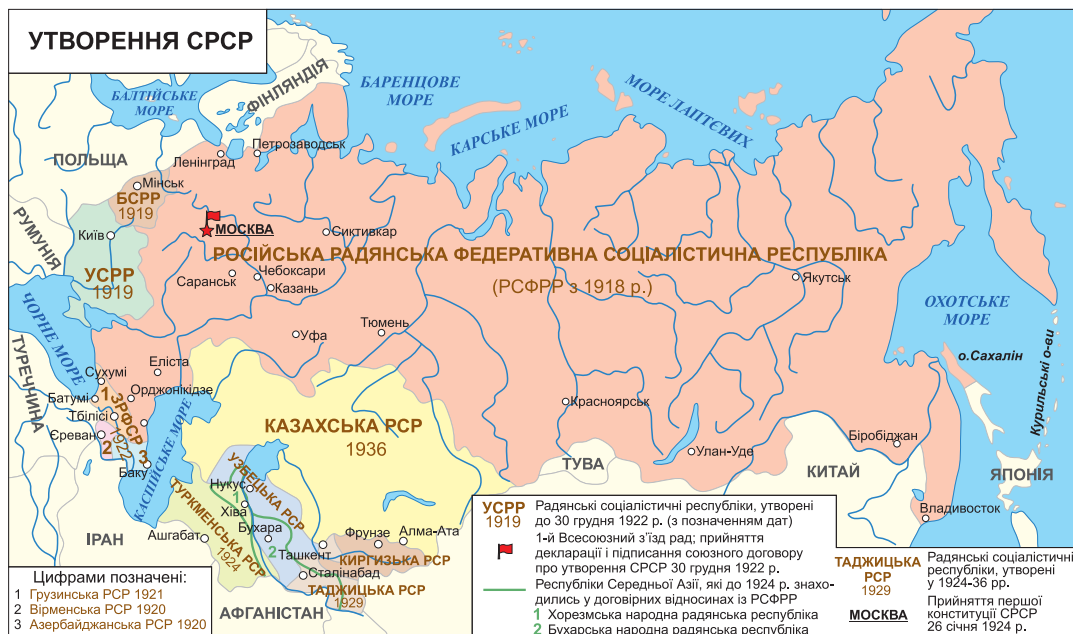 УТВОРЕННЯ СРСР
ФІНЛЯНДІЯ
БАЛТІЙСЬКЕ
МОРЕ
БАРЕНЦОВЕ
МОРЕ
КАРСЬКЕ МОРЕ
МОРЕ ЛАПТЄВИХ
ПОЛЬЩА
Ленінград
Петрозаводськ
Мінськ
БСРР
1919
РУМУНІЯ
Київ
УСРР
1919
МОСКВА
Сиктивкар
РОСІЙСЬКА РАДЯНСЬКА ФЕДЕРАТИВНА СОЦІАЛІСТИЧНА РЕСПУБЛІКА
(РСФРР з 1918 р.)
Саранськ
Чебоксари
Казань
Якутськ
ОХОТСЬКЕ
МОРЕ
ЧОРНЕ МОРЕ
Уфа
Тюмень
о.Сахалін
Курильські о-ви
ТУРЕЧЧИНА
Еліста
Сухумі
Орджонікідзе
Батумі
1
ЗРФСР
1922
Тбілісі
Єреван
2
3
Баку
КАСПІЙСЬКЕ МОРЕ
КАЗАХСЬКА РСР
1936
Красноярськ
Улан-Уде
Біробіджан
ТУВА
КИТАЙ
ЯПОНІЯ
Владивосток
УЗБЕЦЬКА РСР
Нукус
1
Хіва
Бухара
2
ТУРКМЕНСЬКА РСР
1924
Ашгабат
Ташкент
Фрунзе
Алма-Ата
КИРГИЗЬКА РСР
Сталінабад
ТАДЖИЦЬКА РСР
1929
ІРАН
АФГАНІСТАН
Цифрами позначені:
1 Грузинська РСР 1921
2 Вірменська РСР 1920
3 Азербайджанська РСР 1920
УСРР
1919
Радянські соціалістичні республіки, утворені
до 30 грудня 1922 р. (з позначенням дат)
1-й Всесоюзний з'їзд рад; прийняття
декларації і підписання союзного договору
про утворення СРСР 30 грудня 1922 р.
Республіки Середньої Азії, які до 1924 р. знахо-
дились у договірних відносинах із РСФРР
1 Хорезмська народна радянська республіка
2 Бухарська народна радянська республіка
ТАДЖИЦЬКА
РСР
1929
Радянські соціалістичні
республіки, утворені
у 1924-36 рр.
МОСКВА
Прийняття першої
конституції СРСР
26 січня 1924 р.